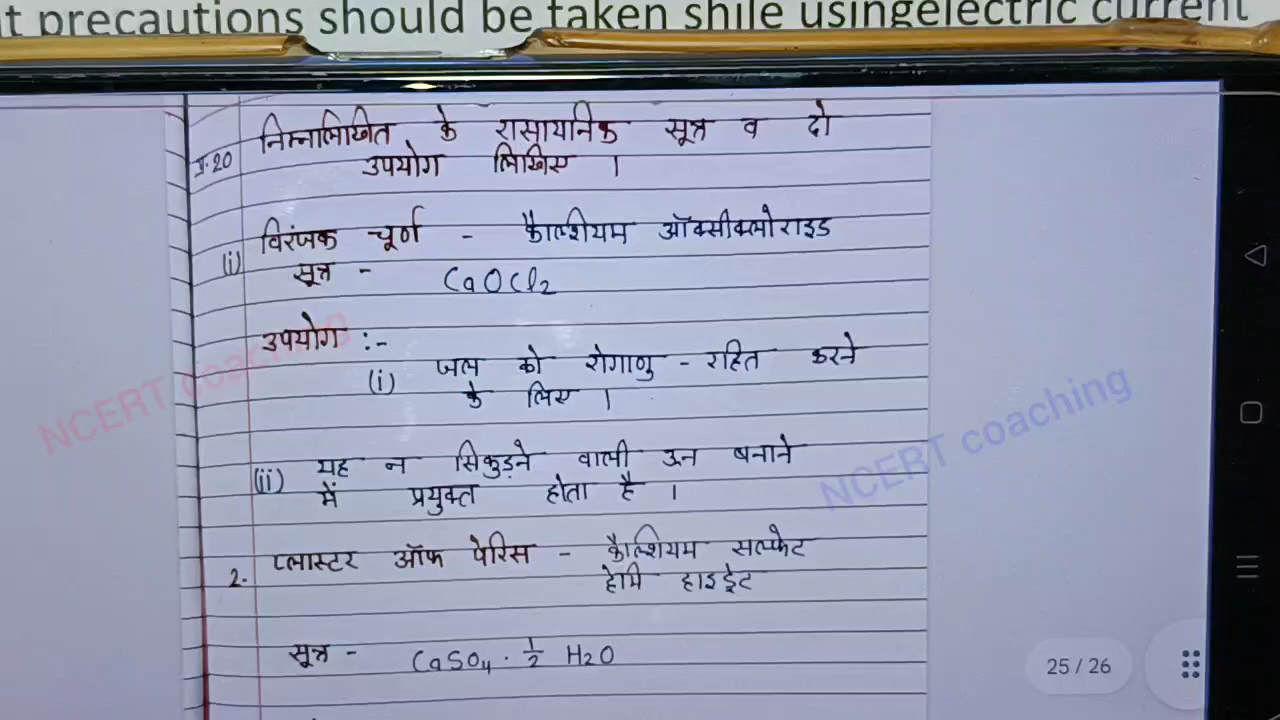 t precautions should be taken shile usingelectric current
प्र.20 निम्नलिखित के रासायनिक सूत्र व दो
उपयोग लिखिए ।
(i) विरंजक चूर्ण - कैल्शियम ऑक्सीक्लोराइड
सूत्र - CaOCl2
उपयोग :-
(i) जल को रोगाणु - रहित करने
के लिए ।
(ii) यह न सिकुड़ने वाली ऊन बनाने
में प्रयुक्त होता है ।
2. प्लास्टर ऑफ पेरिस - कैल्शियम सल्फेट
हेमि हाइड्रेट
सूत्र - CaSO4 . 1/2 H2O
NCERT coaching
NCERT coaching
25 / 26